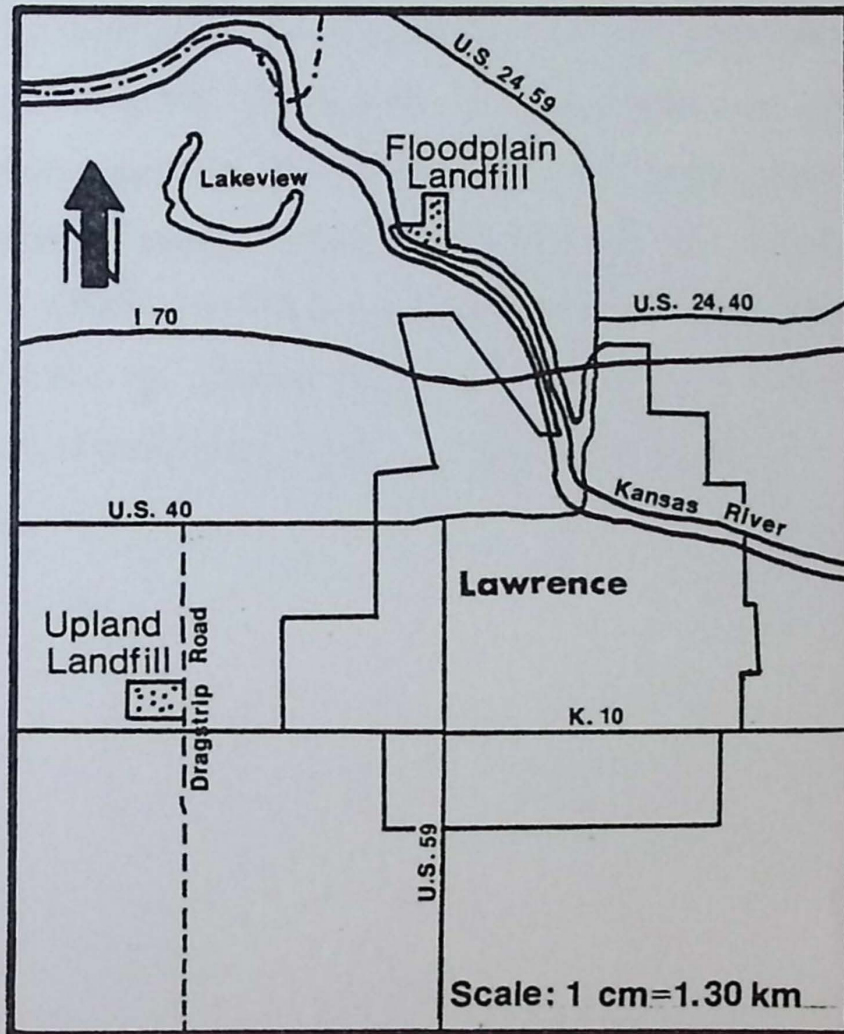 U.S. 24,59
Floodplain
Landfill
Lakeview
N
I 70
U.S. 24,40
U.S. 40
Kansas River
Lawrence
Upland
Landfill
Dragstrip Road
K. 10
U.S. 59
Scale: 1 cm=1.30 km